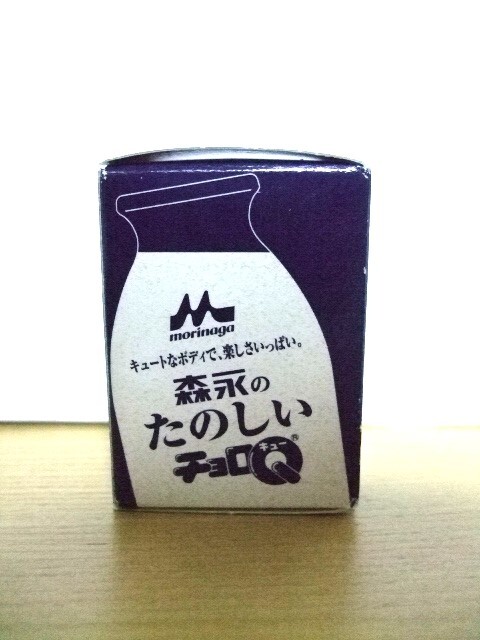 morinaga
キュートなボディで、楽しさいっぱい。
森永の
たのしい
チョロQ®
キュー